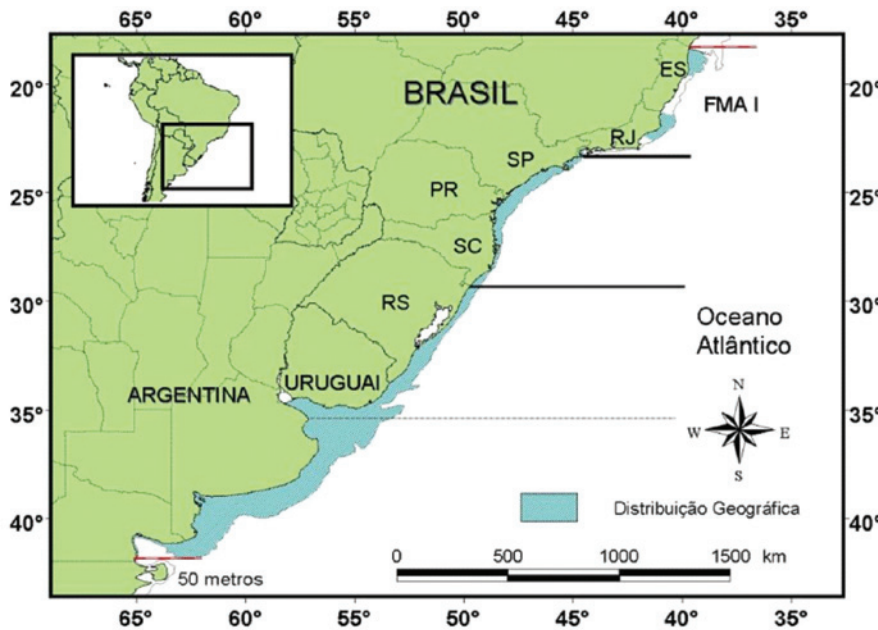 65° 60° 55° 50° 45° 40° 35°
20° 20°
BRASIL
ES
FMA I
RJ
SP
25° 25°
PR
SC
30° 30°
RS
Oceano
Atlântico
ARGENTINA
URUGUAI
35° 35°
N
W E
S
Distribuição Geográfica
40° 40°
0 500 1000 1500 km
50 metros
65° 60° 55° 50° 45° 40° 35°